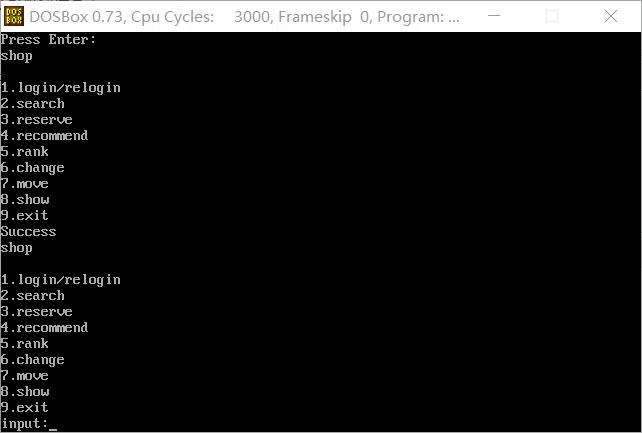 DOSBox 0.73, Cpu Cycles: 3000, Frameskip 0, Program: ...
Press Enter:
shop
1.login/relogin
2.search
3.reserve
4.recommend
5.rank
6.change
7.move
8.show
9.exit
Success
shop
1.login/relogin
2.search
3.reserve
4.recommend
5.rank
6.change
7.move
8.show
9.exit
input:_